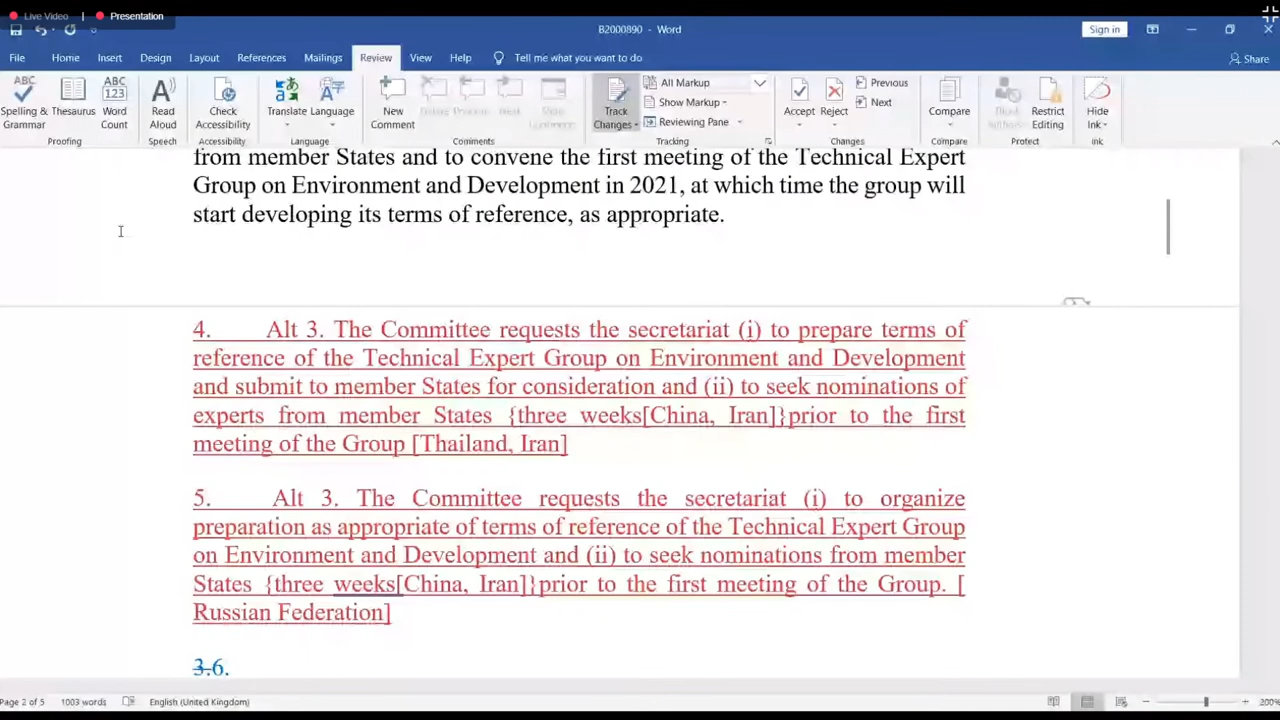 Live Video Presentation
B2000890 - Word
Sign in
File Home Insert Design Layout References Mailings Review View Help Tell me what you want to do
Share
Spelling & Grammar
Thesaurus
Word Count
Read Aloud
Check Accessibility
Translate
Language
New Comment
Show Comments
Track Changes
All Markup
Show Markup
Reviewing Pane
Accept
Reject
Previous
Next
Compare
Restrict Editing
Hide Ink
Proofing Speech Accessibility Language Comments Tracking Changes Compare Protect Ink
from member States and to convene the first meeting of the Technical Expert
Group on Environment and Development in 2021, at which time the group will
start developing its terms of reference, as appropriate.
4. Alt 3. The Committee requests the secretariat (i) to prepare terms of
reference of the Technical Expert Group on Environment and Development
and submit to member States for consideration and (ii) to seek nominations of
experts from member States {three weeks[China, Iran]}prior to the first
meeting of the Group [Thailand, Iran]
5. Alt 3. The Committee requests the secretariat (i) to organize
preparation as appropriate of terms of reference of the Technical Expert Group
on Environment and Development and (ii) to seek nominations from member
States {three weeks[China, Iran]}prior to the first meeting of the Group. [
Russian Federation]
3.6.
Page 2 of 5 1003 words English (United Kingdom) 200%